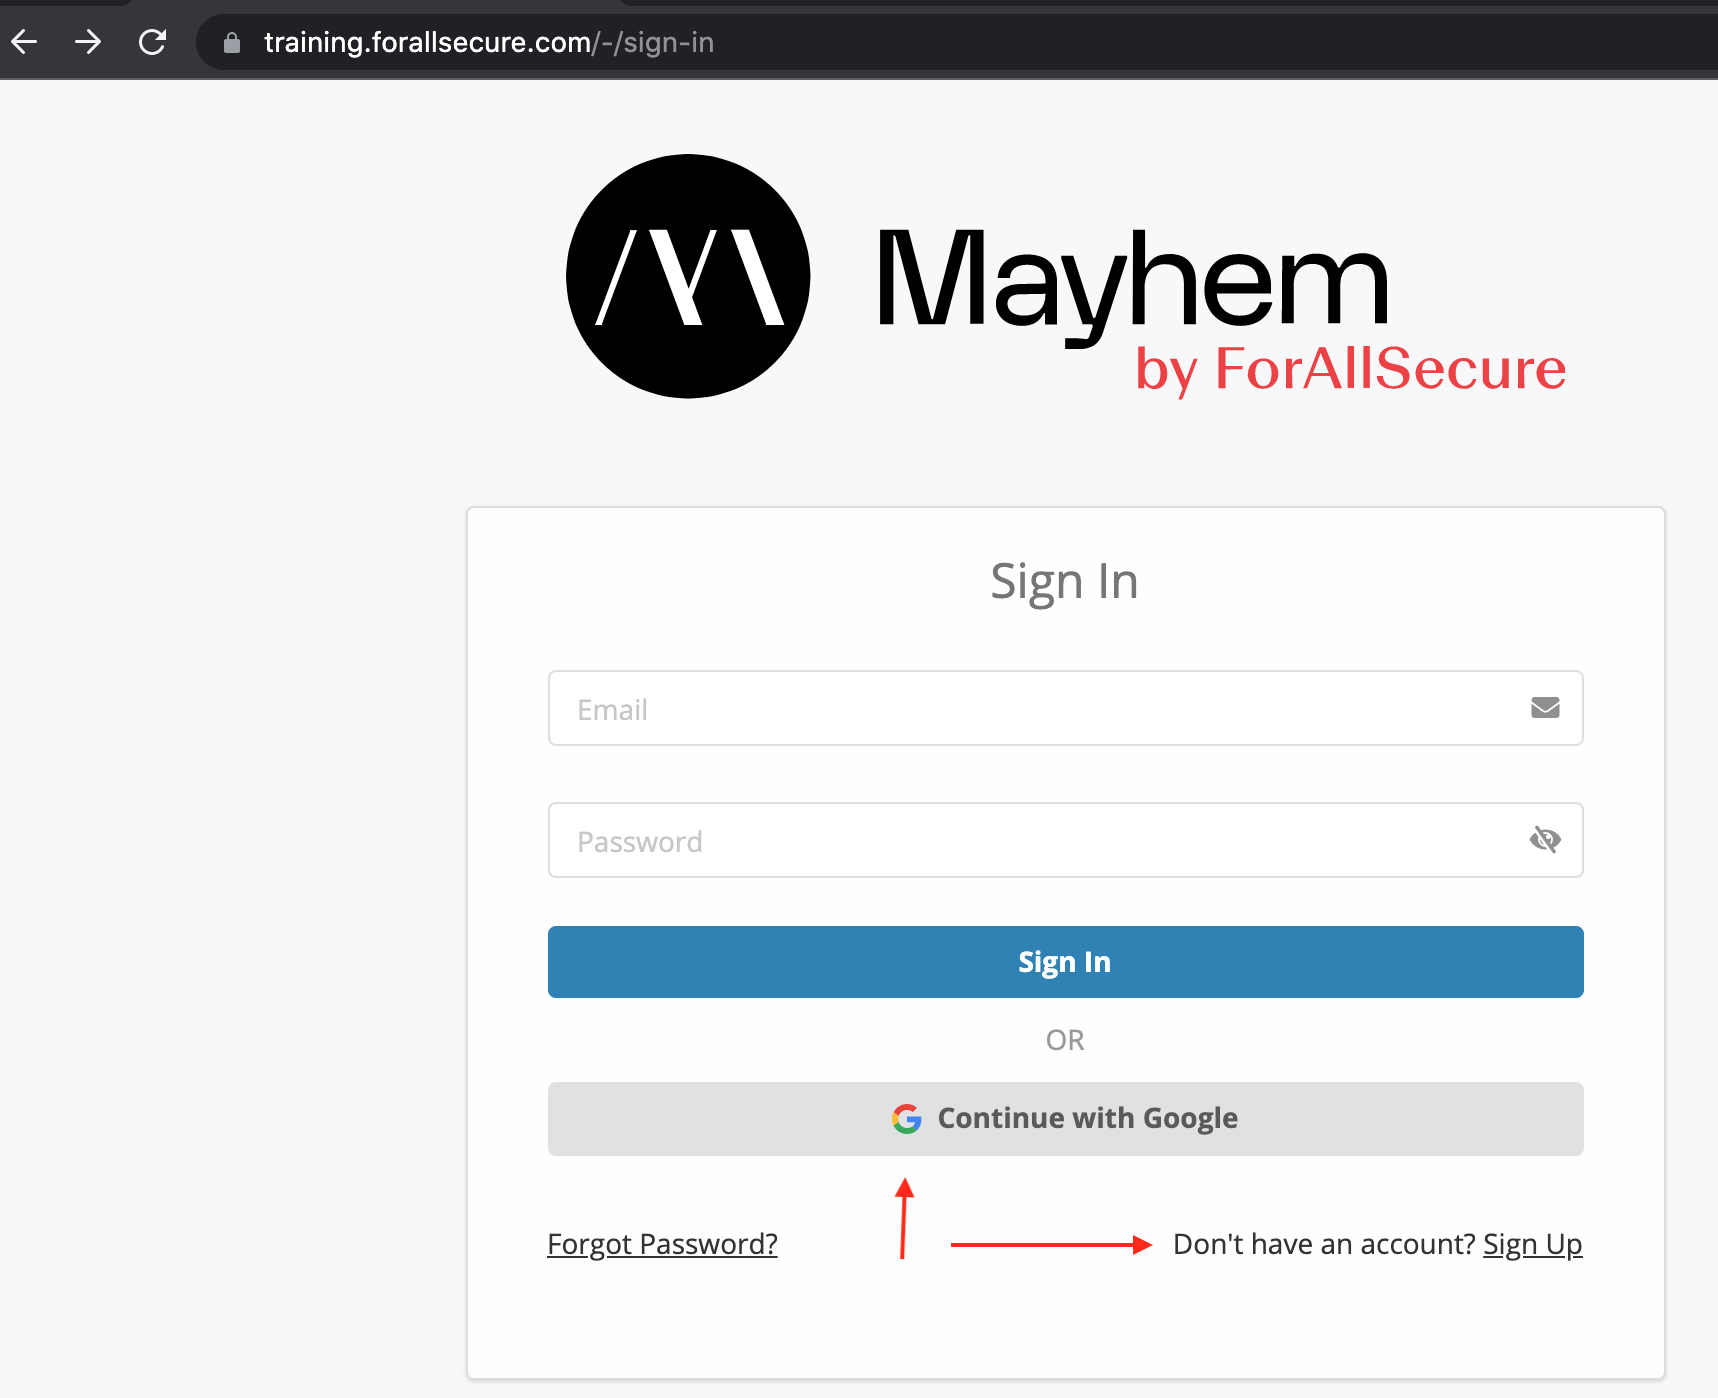 training.forallsecure.com/-/sign-in
Mayhem
by ForAllSecure
Sign In
Email
Password
Sign In
OR
Continue with Google
Forgot Password?
Don't have an account? Sign Up